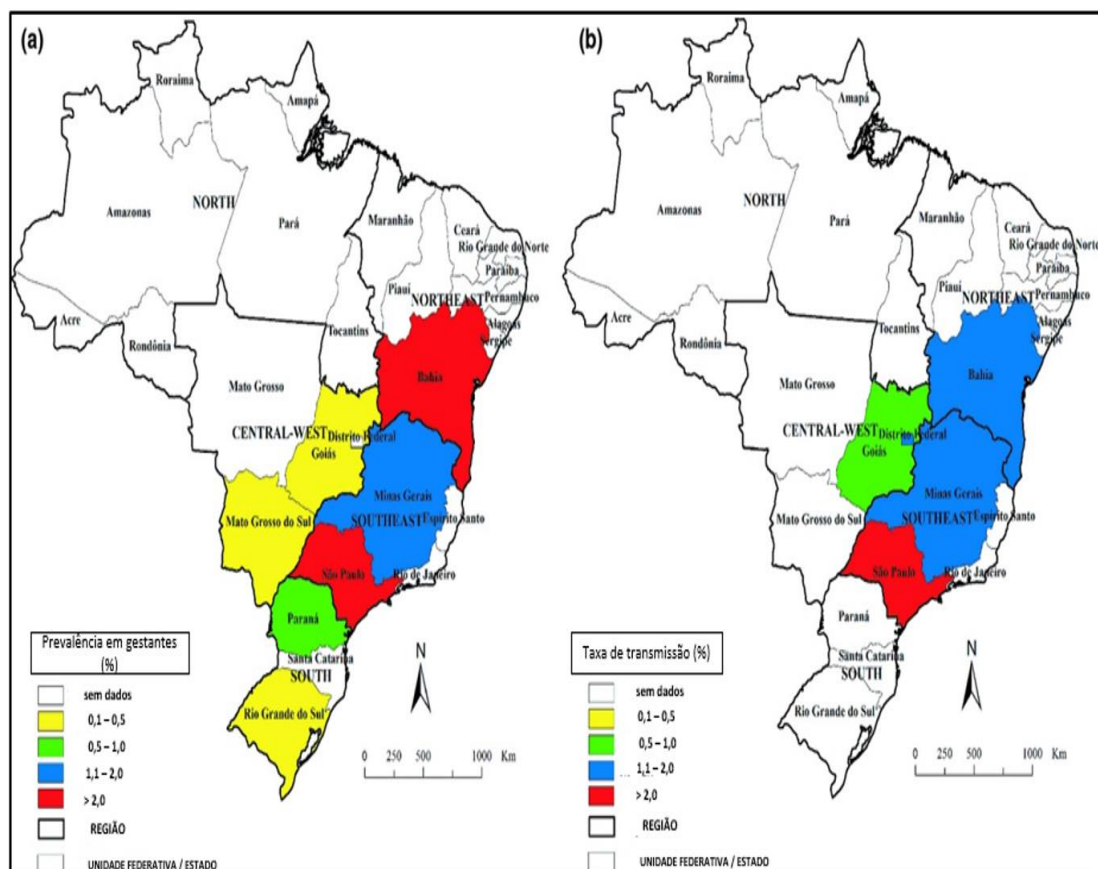 (a)
Roraima
Amapá
Amazonas
NORTH
Pará
Maranhão
Ceará
Rio Grande do Norte
Paraíba
Piauí
NORTHEAST
Pernambuco
Alagoas
Sergipe
Acre
Rondônia
Tocantins
Bahia
Mato Grosso
CENTRAL-WEST
Distrito Federal
Goiás
Minas Gerais
Mato Grosso do Sul
SOUTHEAST
Espírito Santo
São Paulo
Rio de Janeiro
Paraná
Santa Catarina
SOUTH
Rio Grande do Sul
Prevalência em gestantes
(%)
sem dados
0,1 – 0,5
0,5 – 1,0
1,1 – 2,0
> 2,0
REGIÃO
UNIDADE FEDERATIVA / ESTADO
N
0 250 500 1000 Km
(b)
Roraima
Amapá
Amazonas
NORTH
Pará
Maranhão
Ceará
Rio Grande do Norte
Paraíba
Piauí
NORTHEAST
Pernambuco
Alagoas
Sergipe
Acre
Rondônia
Tocantins
Bahia
Mato Grosso
CENTRAL-WEST
Distrito Federal
Goiás
Minas Gerais
Mato Grosso do Sul
SOUTHEAST
Espírito Santo
São Paulo
Rio de Janeiro
Paraná
Santa Catarina
SOUTH
Rio Grande do Sul
Taxa de transmissão (%)
sem dados
0,1 – 0,5
0,5 – 1,0
1,1 – 2,0
> 2,0
REGIÃO
UNIDADE FEDERATIVA / ESTADO
N
0 250 500 1000 Km